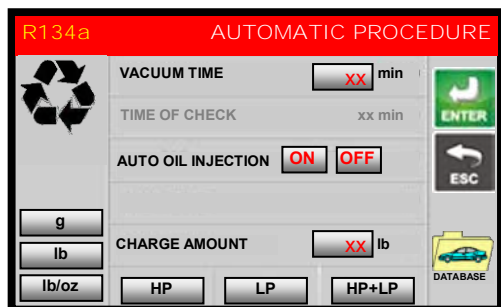 R134a AUTOMATIC PROCEDURE
VACUUM TIME xx min
TIME OF CHECK xx min
ENTER
AUTO OIL INJECTION ON OFF
ESC
g
lb
CHARGE AMOUNT xx lb
lb/oz
HP LP HP+LP
DATABASE